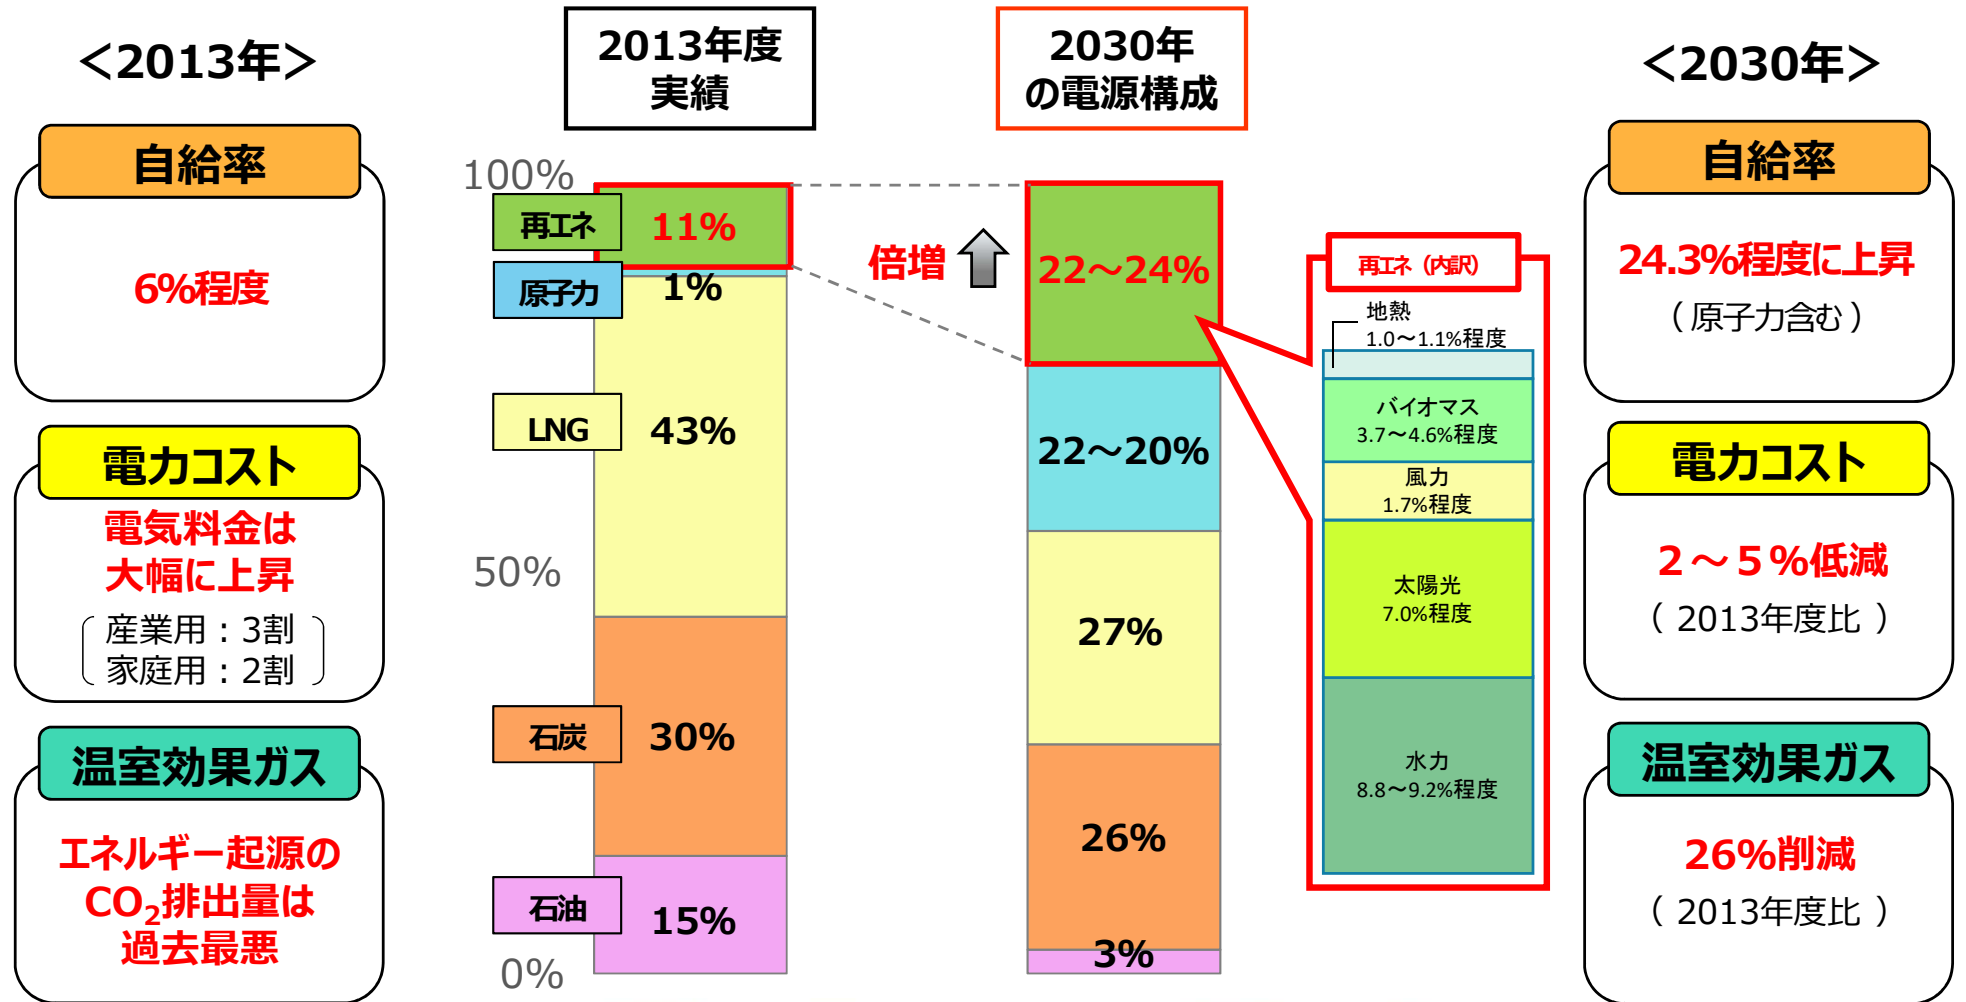 <2013年>
自給率
6%程度
電力コスト
電気料金は
大幅に上昇
産業用：3割
家庭用：2割
温室効果ガス
エネルギー起源の
CO₂排出量は
過去最悪
2013年度
実績
100%
50%
0%
再エネ
11%
原子力
1%
LNG
43%
石炭
30%
石油
15%
倍増
2030年
の電源構成
22～24%
22～20%
27%
26%
3%
再エネ（内訳）
地熱
1.0～1.1%程度
バイオマス
3.7～4.6%程度
風力
1.7%程度
太陽光
7.0%程度
水力
8.8～9.2%程度
<2030年>
自給率
24.3%程度に上昇
（原子力含む）
電力コスト
２～５％低減
（ 2013年度比 ）
温室効果ガス
26%削減
（ 2013年度比 ）